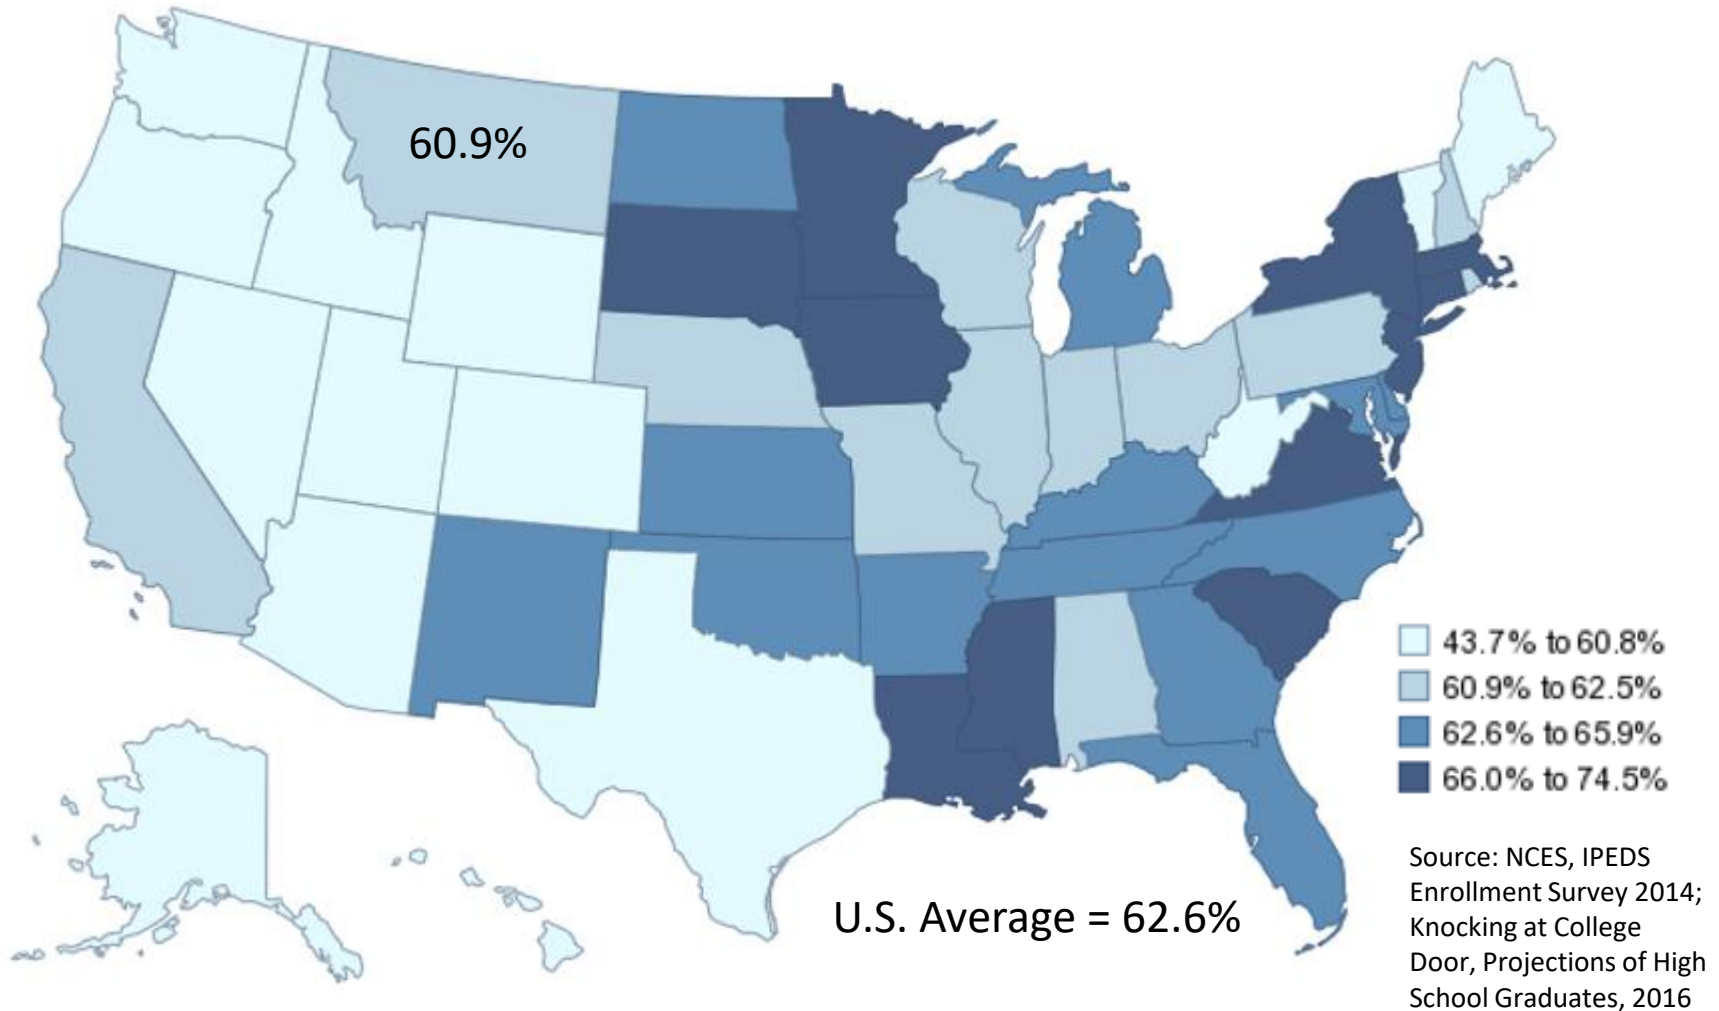 60.9%
43.7% to 60.8%
60.9% to 62.5%
62.6% to 65.9%
66.0% to 74.5%
U.S. Average = 62.6%
Source: NCES, IPEDS
Enrollment Survey 2014;
Knocking at College
Door, Projections of High
School Graduates, 2016